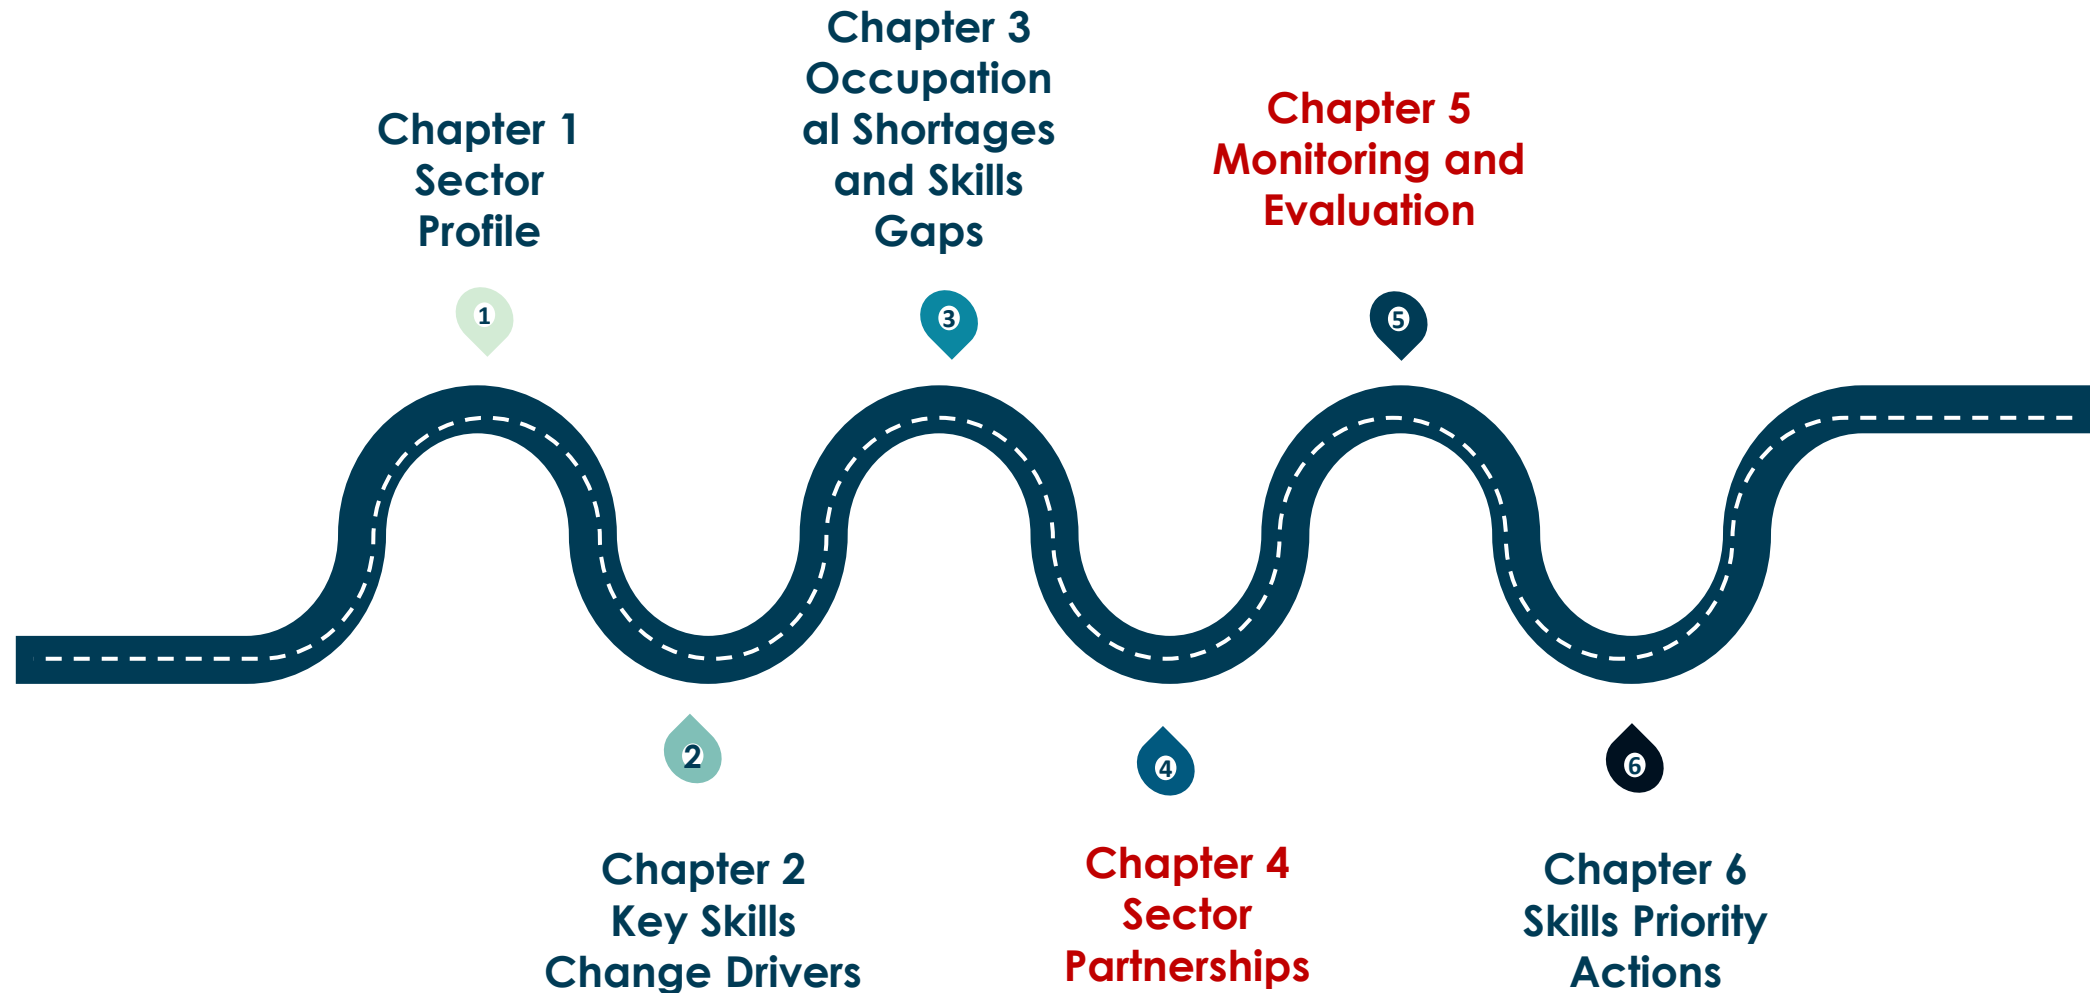 Chapter 1
Sector
Profile
1
Chapter 2
Key Skills
Change Drivers
2
Chapter 3
Occupation
al Shortages
and Skills
Gaps
3
Chapter 4
Sector
Partnerships
4
Chapter 5
Monitoring and
Evaluation
5
Chapter 6
Skills Priority
Actions
6